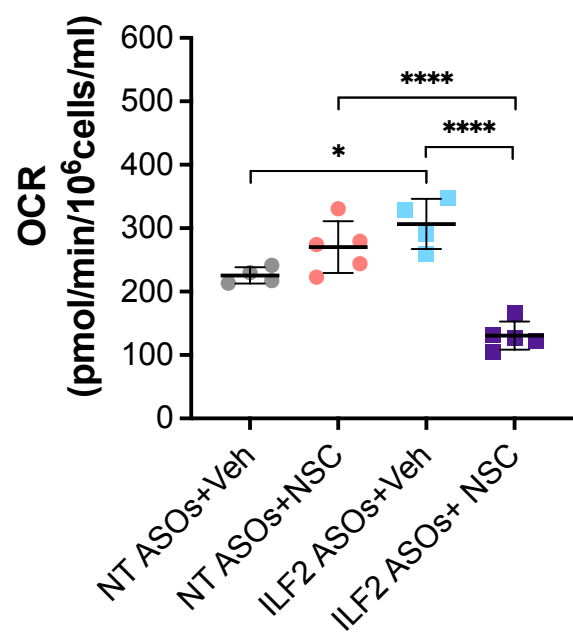 OCR
(pmol/min/10⁶cells/ml)
600
500
400
300
200
100
0
****
****
*
NT ASOs+Veh
NT ASOs+NSC
ILF2 ASOs+Veh
ILF2 ASOs+ NSC